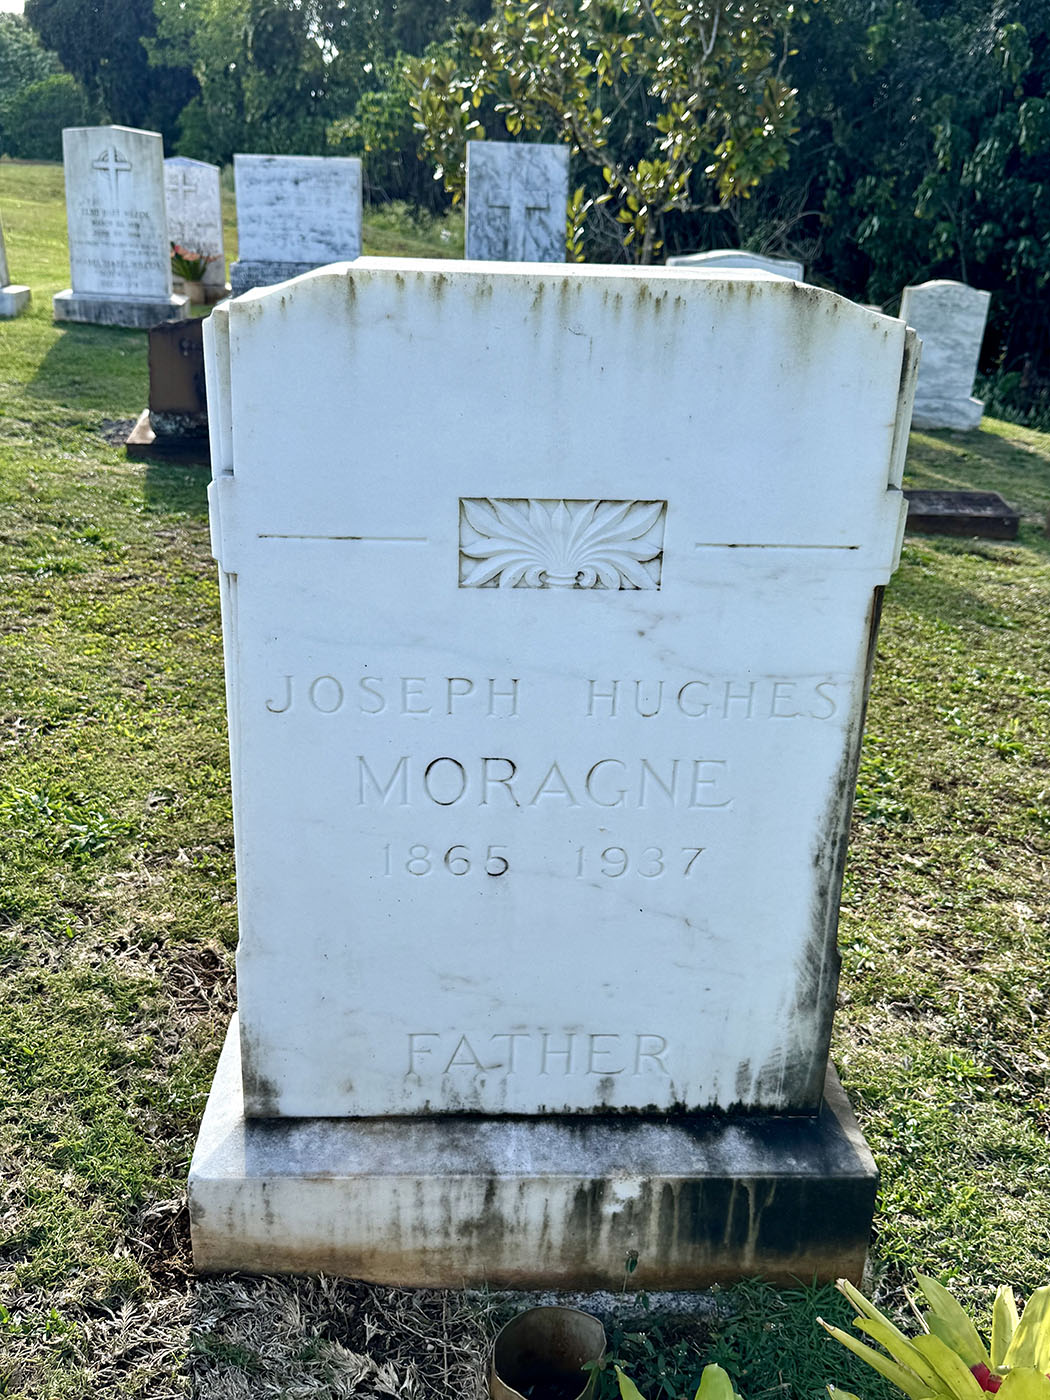 JOSEPH HUGHES
MORAGNE
1865 1937
FATHER